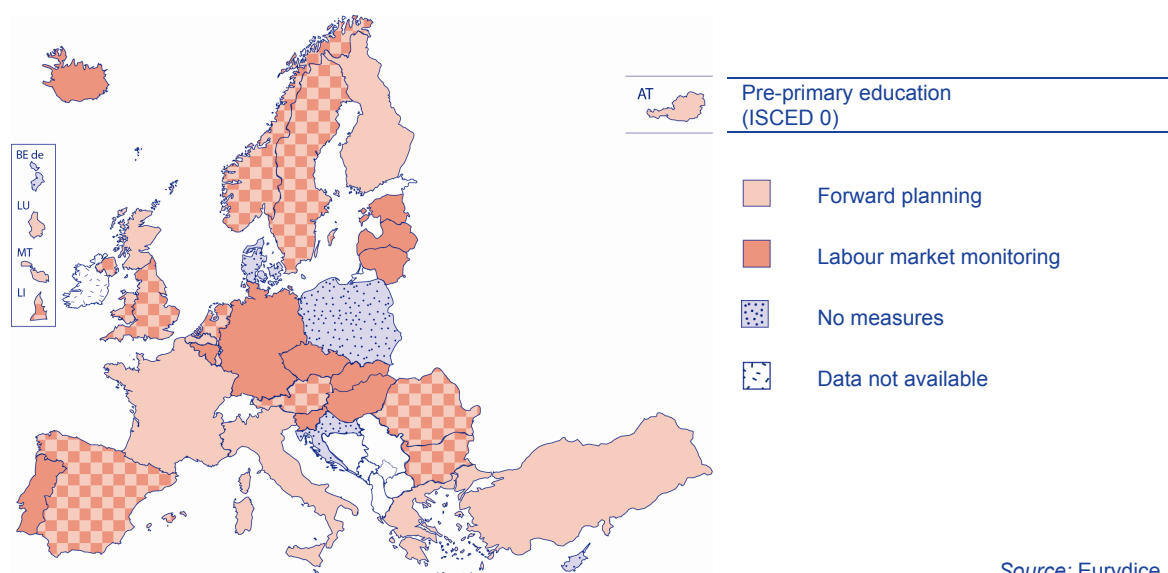 AT
Pre-primary education
(ISCED 0)
BE de
LU
MT
LI
Forward planning
Labour market monitoring
No measures
Data not available
Source: Eurydice